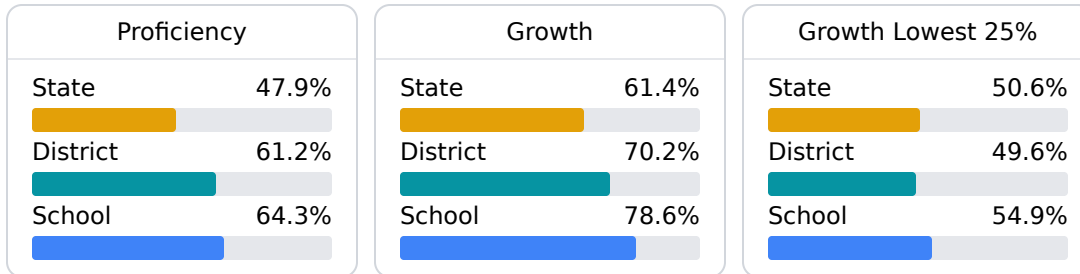 Proficiency
State 47.9%
District 61.2%
School 64.3%
Growth
State 61.4%
District 70.2%
School 78.6%
Growth Lowest 25%
State 50.6%
District 49.6%
School 54.9%